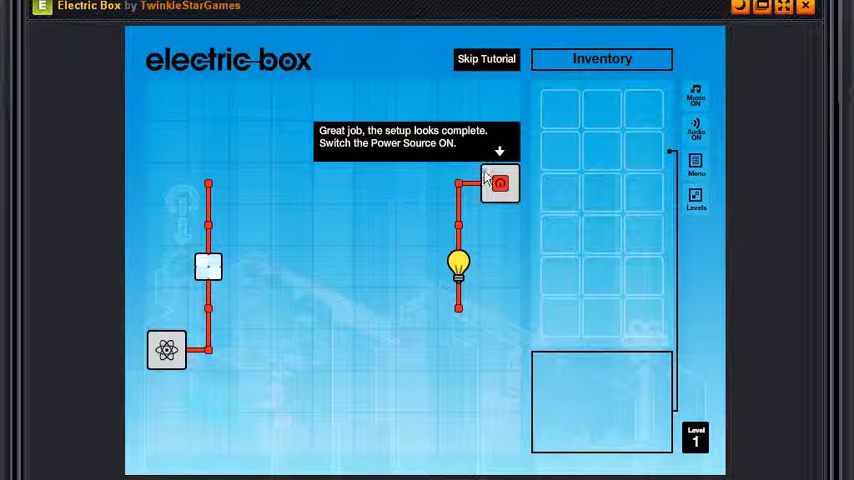 E
Electric Box by TwinkleStarGames
electric box
Skip Tutorial
Inventory
Music
ON
Great job, the setup looks complete.
Switch the Power Source ON.
Audio
ON
Menu
Levels
Level
1